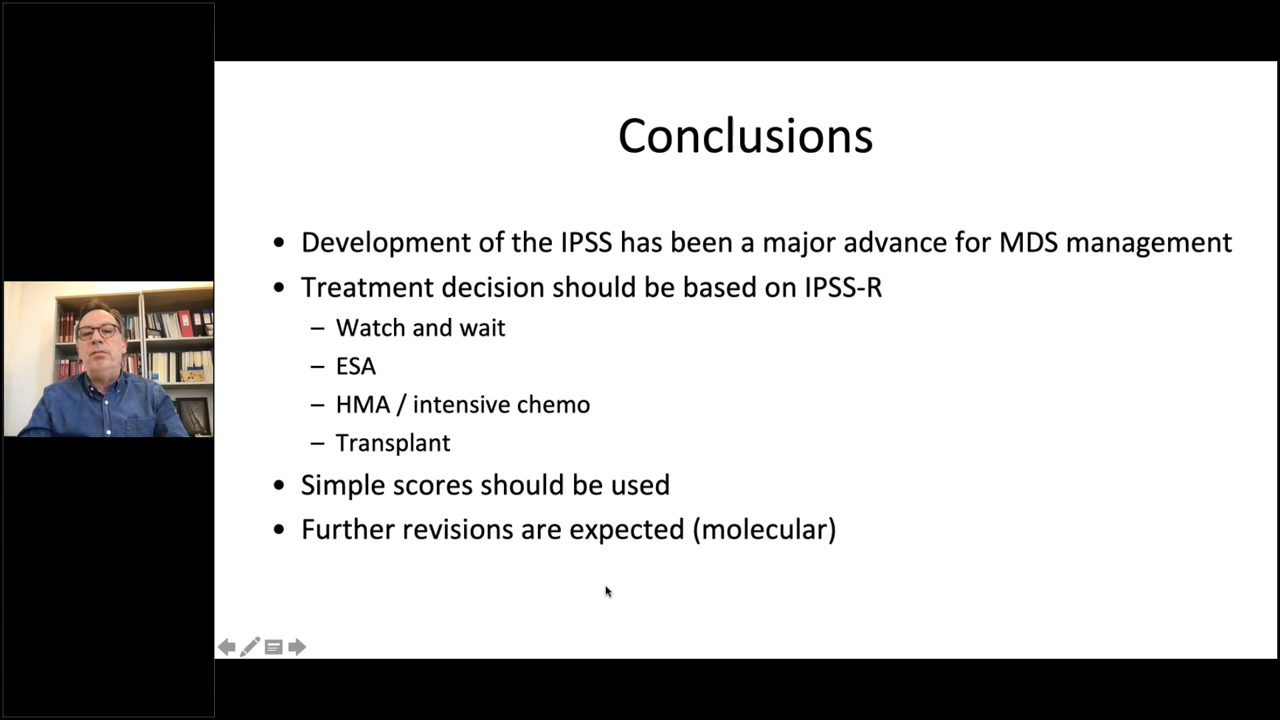 Conclusions
• Development of the IPSS has been a major advance for MDS management
• Treatment decision should be based on IPSS-R
– Watch and wait
– ESA
– HMA / intensive chemo
– Transplant
• Simple scores should be used
• Further revisions are expected (molecular)